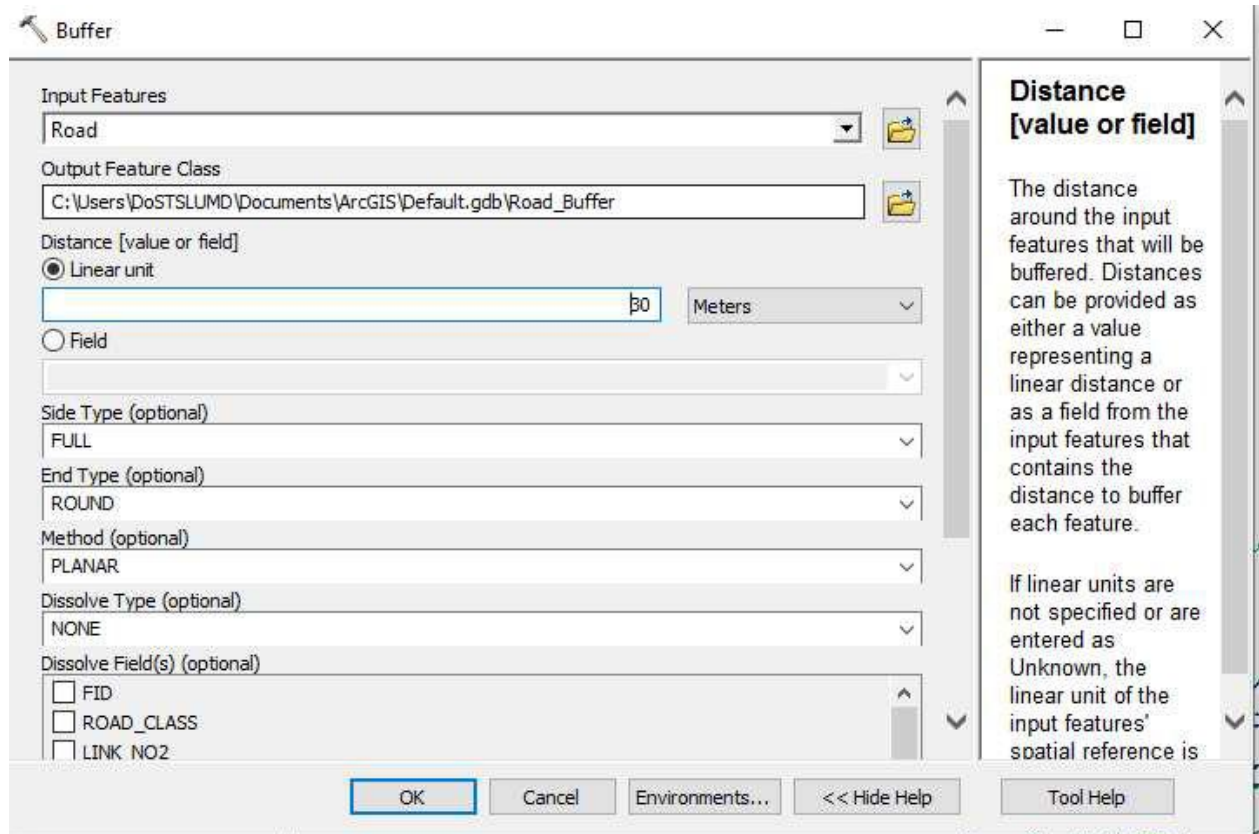 Buffer
Input Features
Road
Output Feature Class
C:\Users\DoSTSLUMD\Documents\ArcGIS\Default.gdb\Road_Buffer
Distance [value or field]
Linear unit
30 Meters
Field
Side Type (optional)
FULL
End Type (optional)
ROUND
Method (optional)
PLANAR
Dissolve Type (optional)
NONE
Dissolve Field(s) (optional)
FID
ROAD_CLASS
LINK_NO2
OK Cancel Environments... << Hide Help Tool Help
Distance
[value or field]
The distance
around the input
features that will be
buffered. Distances
can be provided as
either a value
representing a
linear distance or
as a field from the
input features that
contains the
distance to buffer
each feature.
If linear units are
not specified or are
entered as
Unknown, the
linear unit of the
input features'
spatial reference is